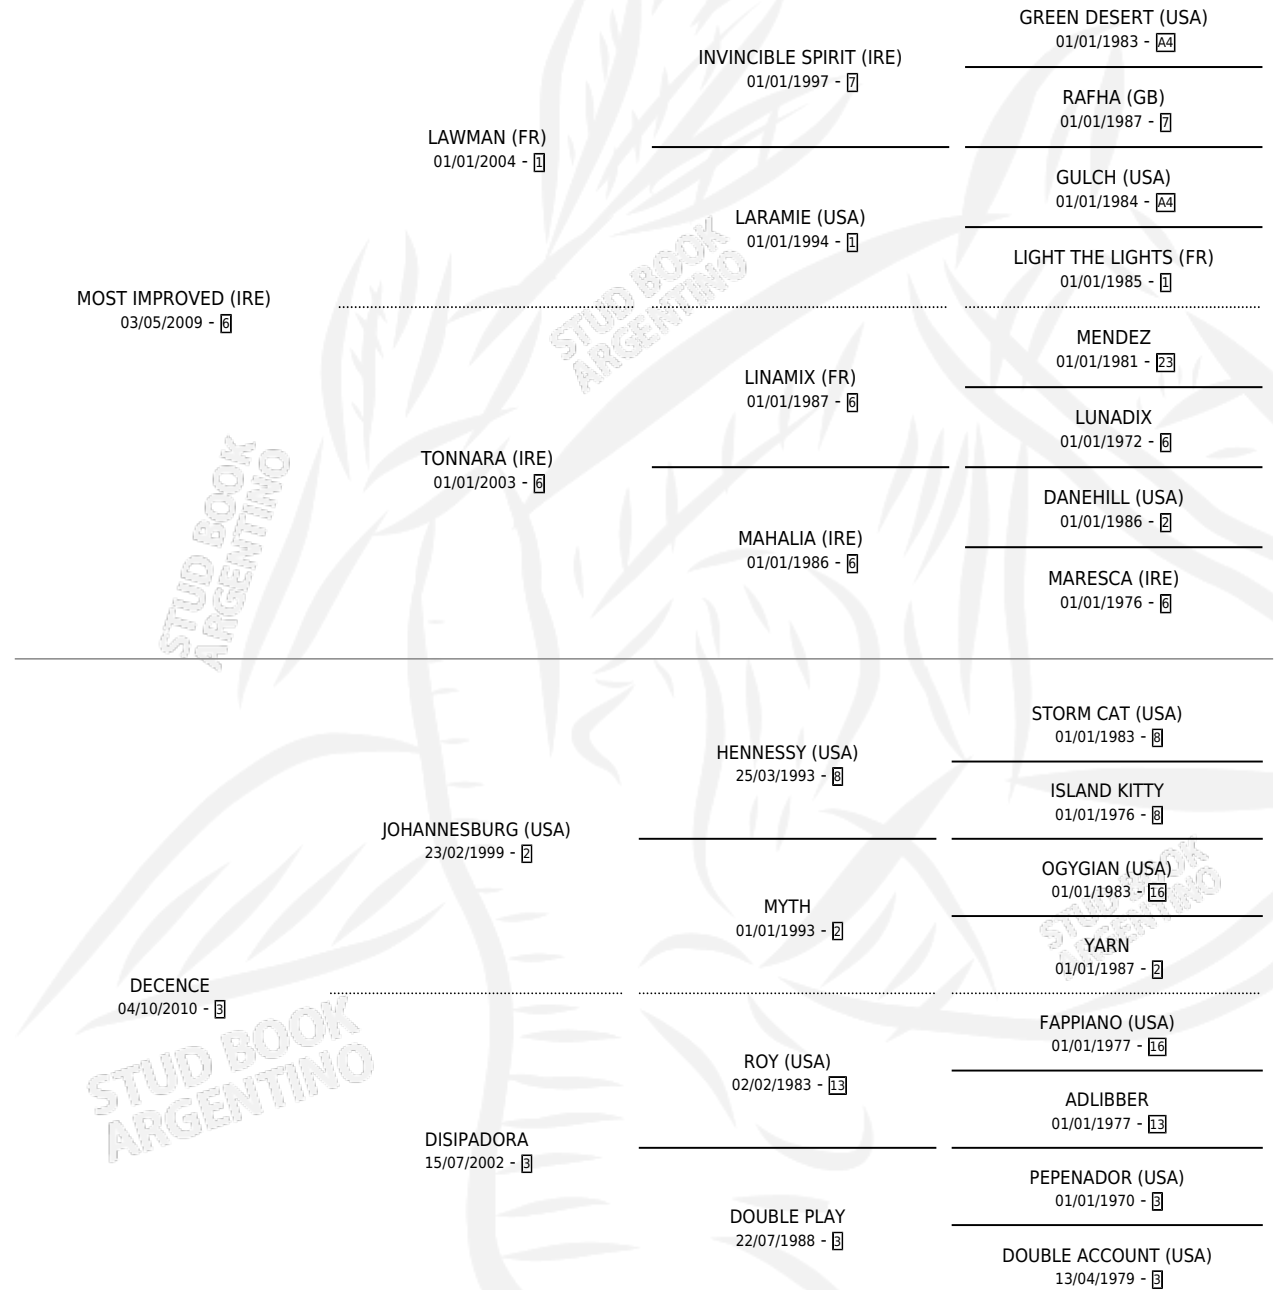 GREEN DESERT (USA)
01/01/1983 - A4
INVINCIBLE SPIRIT (IRE)
01/01/1997 - 7
RAFHA (GB)
01/01/1987 - 7
LAWMAN (FR)
01/01/2004 - 1
GULCH (USA)
01/01/1984 - A4
LARAMIE (USA)
01/01/1994 - 1
LIGHT THE LIGHTS (FR)
01/01/1985 - 1
MOST IMPROVED (IRE)
03/05/2009 - 6
STUD BOOK
ARGENTINO
MENDEZ
01/01/1981 - 23
LINAMIX (FR)
01/01/1987 - 6
LUNADIX
01/01/1972 - 6
TONNARA (IRE)
01/01/2003 - 6
DANEHILL (USA)
01/01/1986 - 2
MAHALIA (IRE)
01/01/1986 - 6
MARESCA (IRE)
01/01/1976 - 6
STUD BOOK
ARGENTINO
STORM CAT (USA)
01/01/1983 - 8
HENNESSY (USA)
25/03/1993 - 8
ISLAND KITTY
01/01/1976 - 8
JOHANNESBURG (USA)
23/02/1999 - 2
OGYGIAN (USA)
01/01/1983 - 16
MYTH
01/01/1993 - 2
YARN
01/01/1987 - 2
STUD BOOK
ARGENTINO
DECENCE
04/10/2010 - 3
FAPPIANO (USA)
01/01/1977 - 16
ROY (USA)
02/02/1983 - 13
ADLIBBER
01/01/1977 - 13
STUD BOOK
ARGENTINO
DISIPADORA
15/07/2002 - 3
PEPENADOR (USA)
01/01/1970 - 3
DOUBLE PLAY
22/07/1988 - 3
DOUBLE ACCOUNT (USA)
13/04/1979 - 3